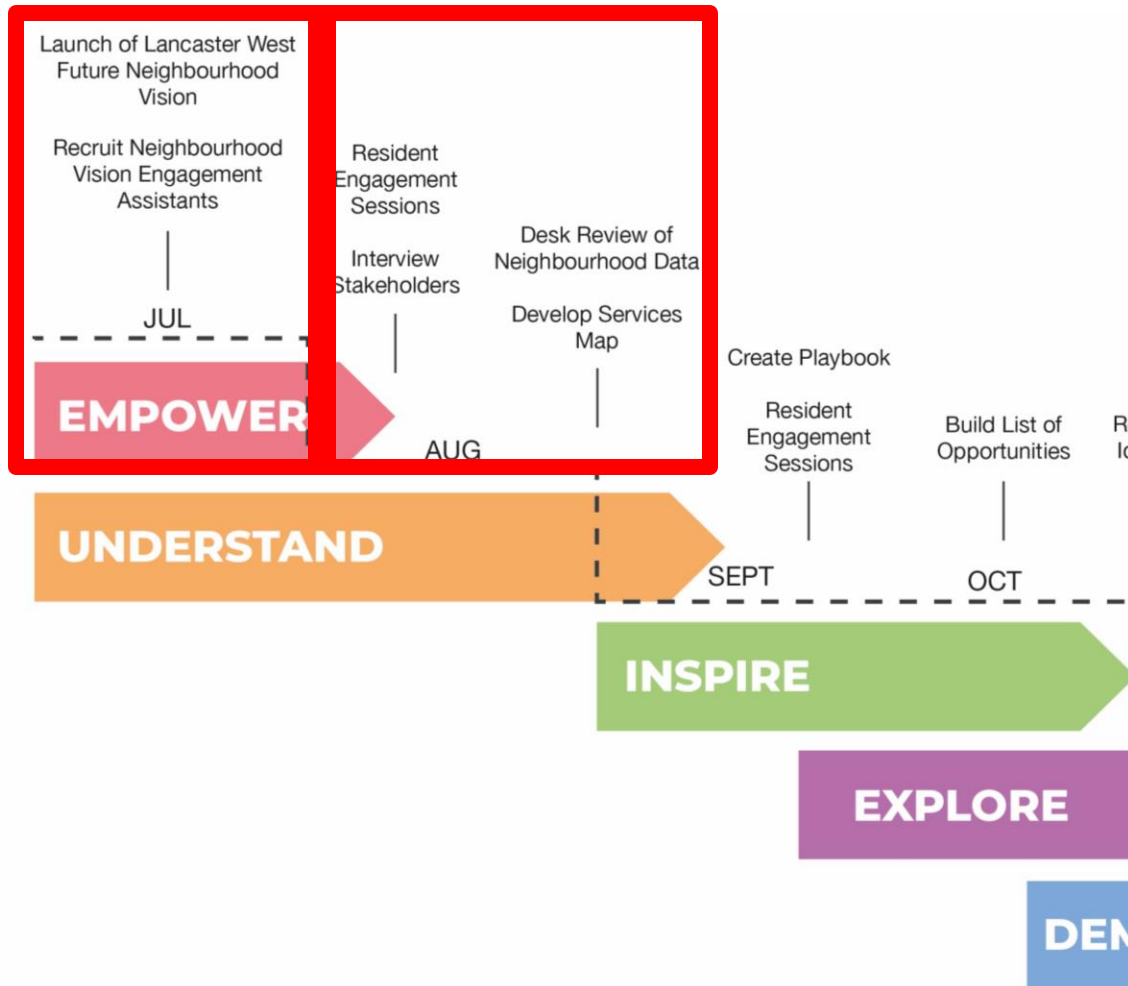 Launch of Lancaster West
Future Neighbourhood
Vision
Recruit Neighbourhood
Vision Engagement
Assistants
JUL
EMPOWER
Resident
Engagement
Sessions
Interview
Stakeholders
AUG
Desk Review of
Neighbourhood Data
Develop Services
Map
UNDERSTAND
Create Playbook
Resident
Engagement
Sessions
SEPT
Build List of
Opportunities
OCT
INSPIRE
EXPLORE